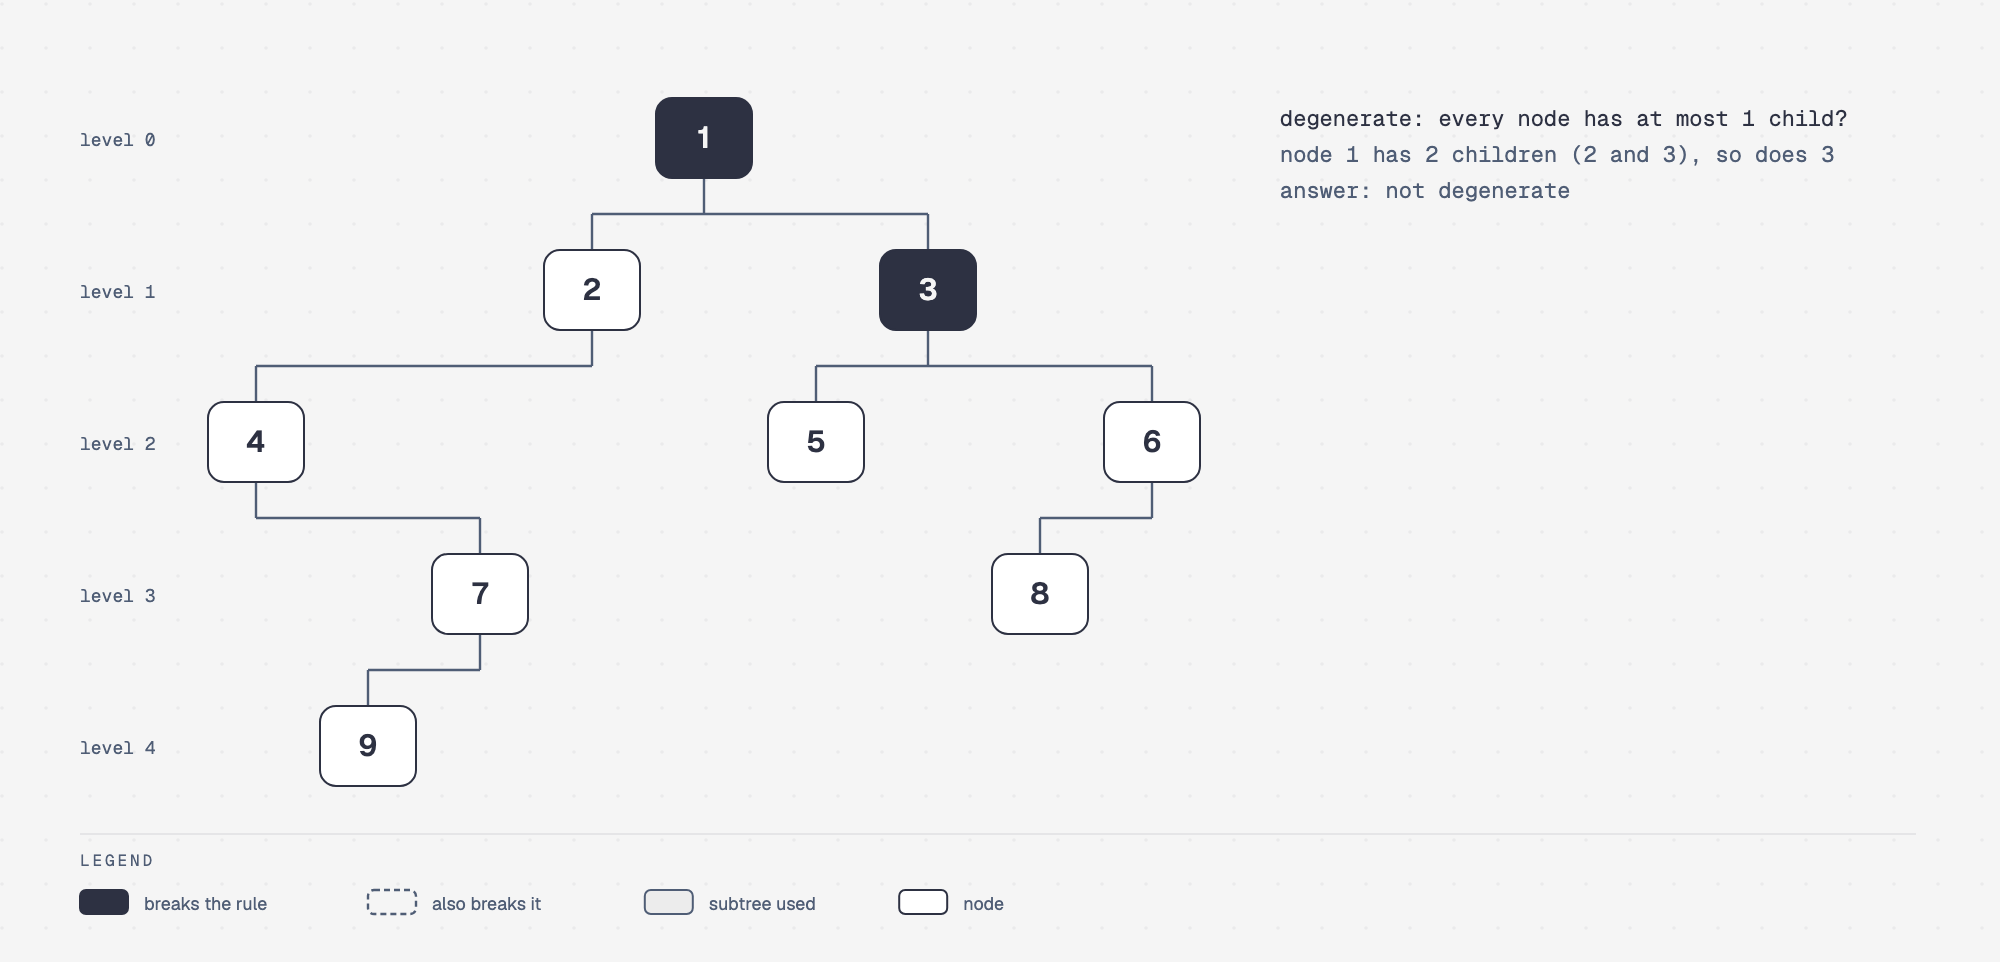 degenerate: every node has at most 1 child?
node 1 has 2 children (2 and 3), so does 3
answer: not degenerate
level 0
1
level 1
2
3
level 2
4
5
6
level 3
7
8
level 4
9
LEGEND
breaks the rule
also breaks it
subtree used
node